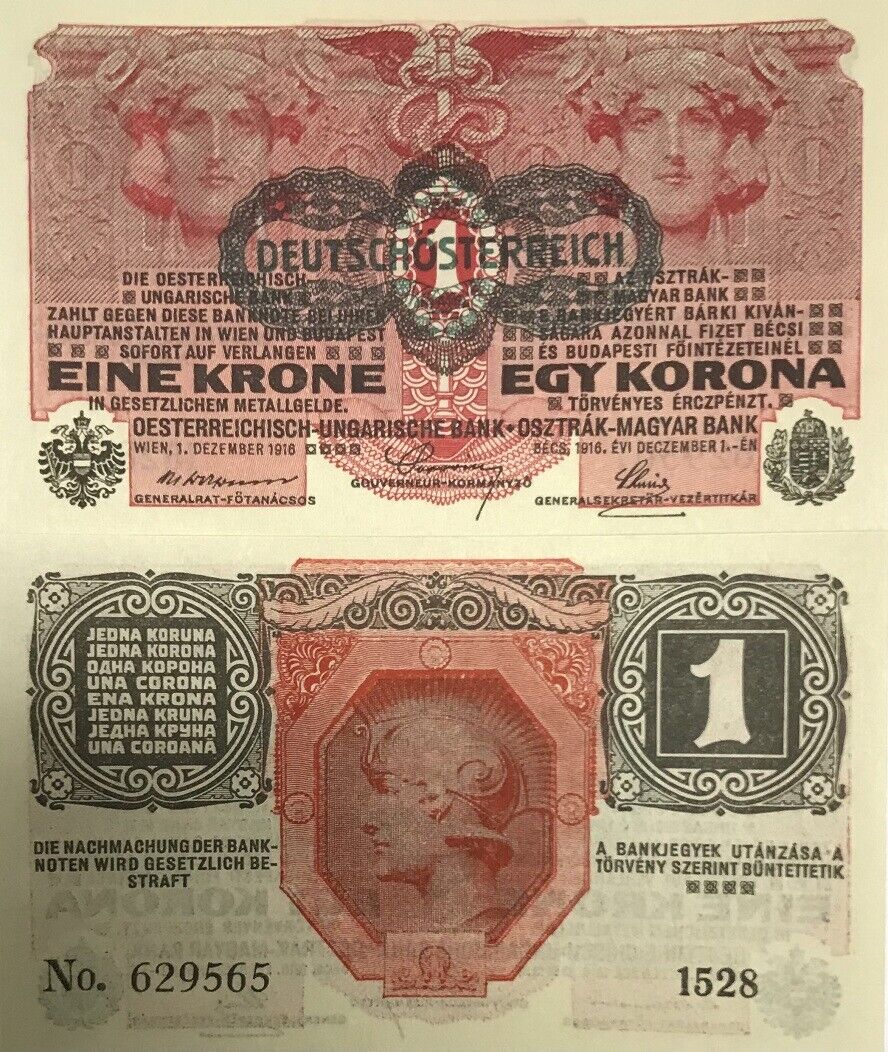 1
1
1
DEUTSCHÖSTERREICH
DIE OESTERREICHISCH
UNGARISCHE BANK
ZAHLT GEGEN DIESE BANKNOTE BEI IHREN
HAUPTANSTALTEN IN WIEN UND BUDAPEST
SOFORT AUF VERLANGEN
EINE KRONE
IN GESETZLICHEM METALLGELDE.
AZ OSZTRÁK-
MAGYAR BANK
E BANKJEGYÉRT BÁRKI KIVÁN-
SÁGÁRA AZONNAL FIZET BÉCSI
ÉS BUDAPESTI FŐINTÉZETEINÉL
EGY KORONA
TÖRVÉNYES ÉRCZPÉNZT.
OESTERREICHISCH-UNGARISCHE BANK • OSZTRÁK-MAGYAR BANK
WIEN, 1. DEZEMBER 1916
BÉCS, 1916. ÉVI DECZEMBER 1.-ÉN
GENERALRAT-FŐTANÁCSOS
GOUVERNEUR-KORMÁNYZÓ
GENERALSEKRETÄR-VEZÉRTITKÁR
JEDNA KORUNA
JEDNA KORONA
ОДНА КОРОНА
UNA CORONA
ENA KRONA
JEDNA KRUNA
ЈЕДНА КРУНА
UNA COROANĂ
1
DIE NACHMACHUNG DER BANK-
NOTEN WIRD GESETZLICH BE-
STRAFT
A BANKJEGYEK UTÁNZÁSA A
TÖRVÉNY SZERINT BÜNTETTETIK
No. 629565
1528